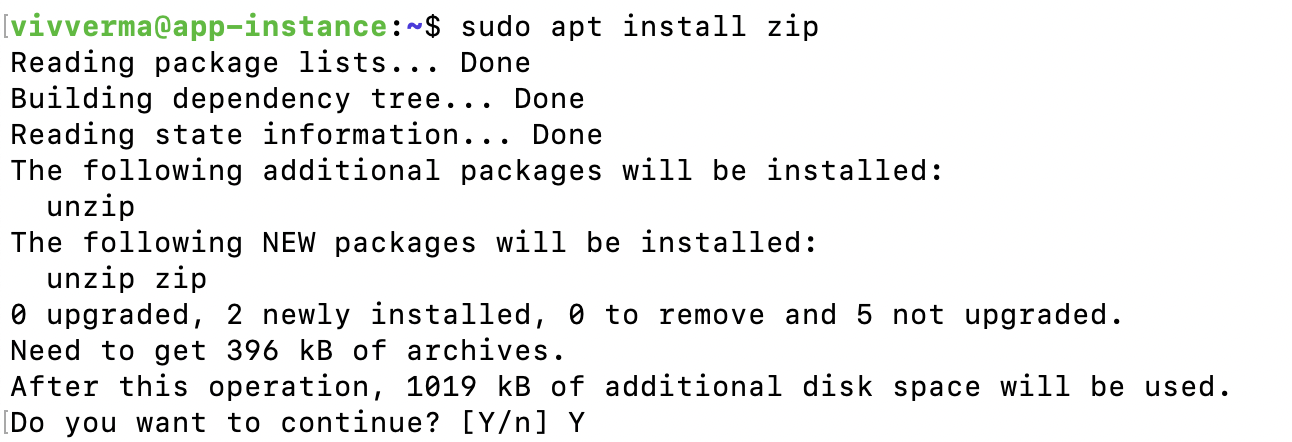 [vivverma@app-instance:~$ sudo apt install zip
Reading package lists... Done
Building dependency tree... Done
Reading state information... Done
The following additional packages will be installed:
  unzip
The following NEW packages will be installed:
  unzip zip
0 upgraded, 2 newly installed, 0 to remove and 5 not upgraded.
Need to get 396 kB of archives.
After this operation, 1019 kB of additional disk space will be used.
[Do you want to continue? [Y/n] Y